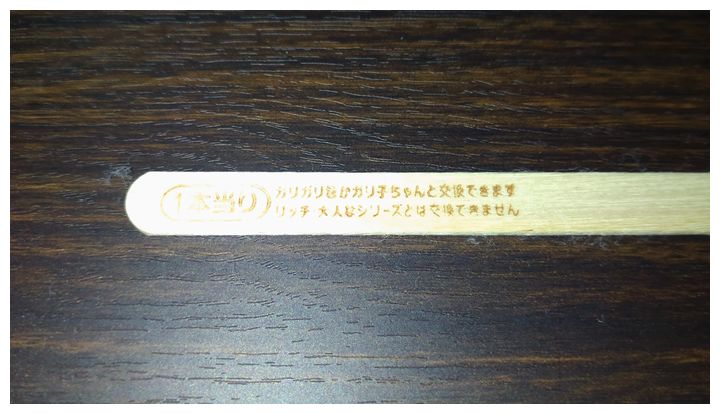 1本当り
ガリガリ君かガリ子ちゃんと交換できます
リッチ 大人なシリーズとは交換できません